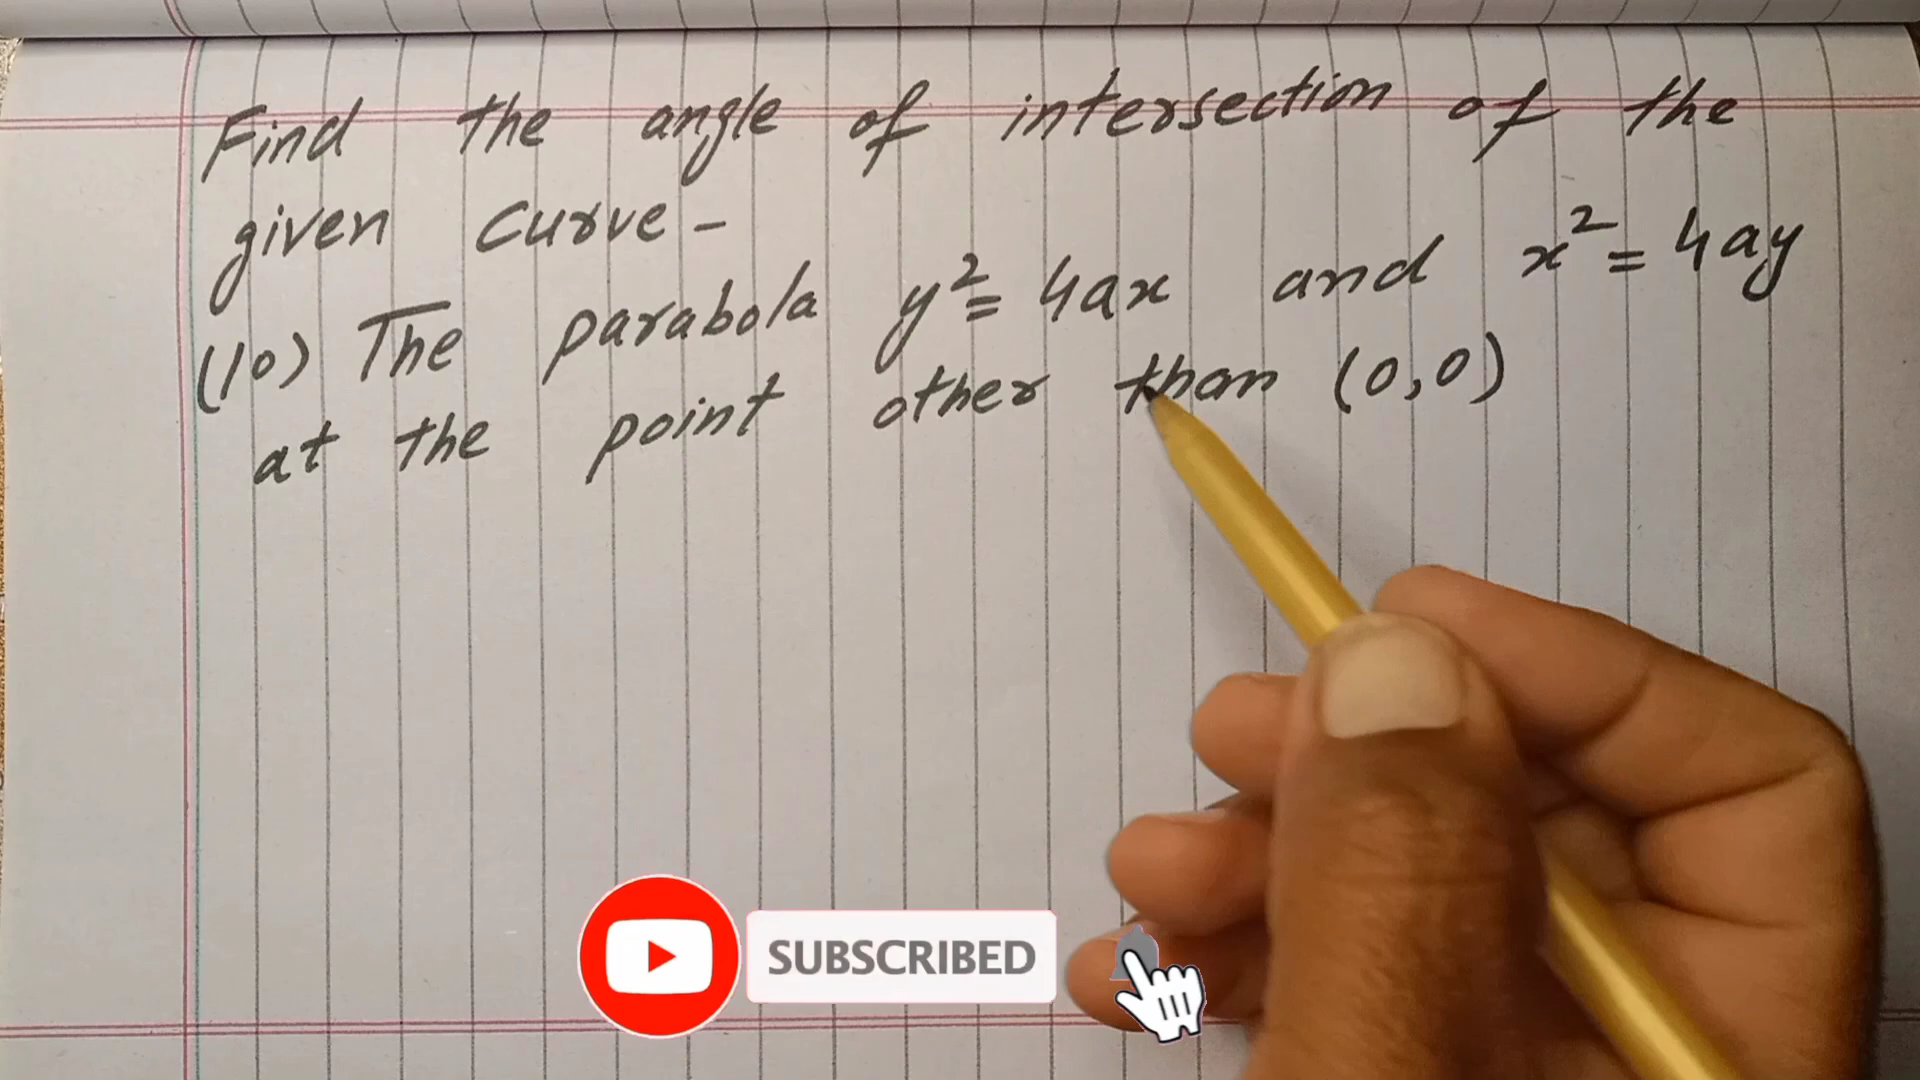 Find the angle of intersection of the
given curve-
(10) The parabola y²= 4ax and x²= 4ay
at the point other than (0,0)
SUBSCRIBED